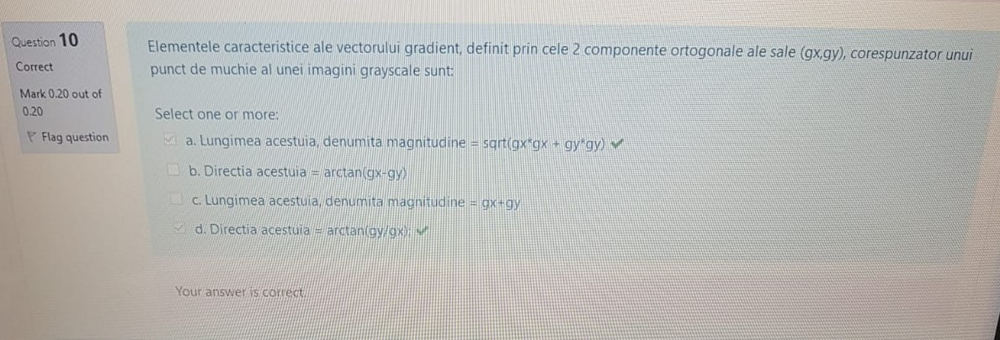 Question 10
Correct
Mark 0.20 out of
0.20
Flag question
Elementele caracteristice ale vectorului gradient, definit prin cele 2 componente ortogonale ale sale (gx,gy), corespunzator unui
punct de muchie al unei imagini grayscale sunt:
Select one or more:
a. Lungimea acestuia, denumita magnitudine = sqrt(gx*gx + gy*gy)
b. Directia acestuia = arctan(gx-gy)
c. Lungimea acestuia, denumita magnitudine = gx+gy
d. Directia acestuia = arctan(gy/gx);
Your answer is correct.